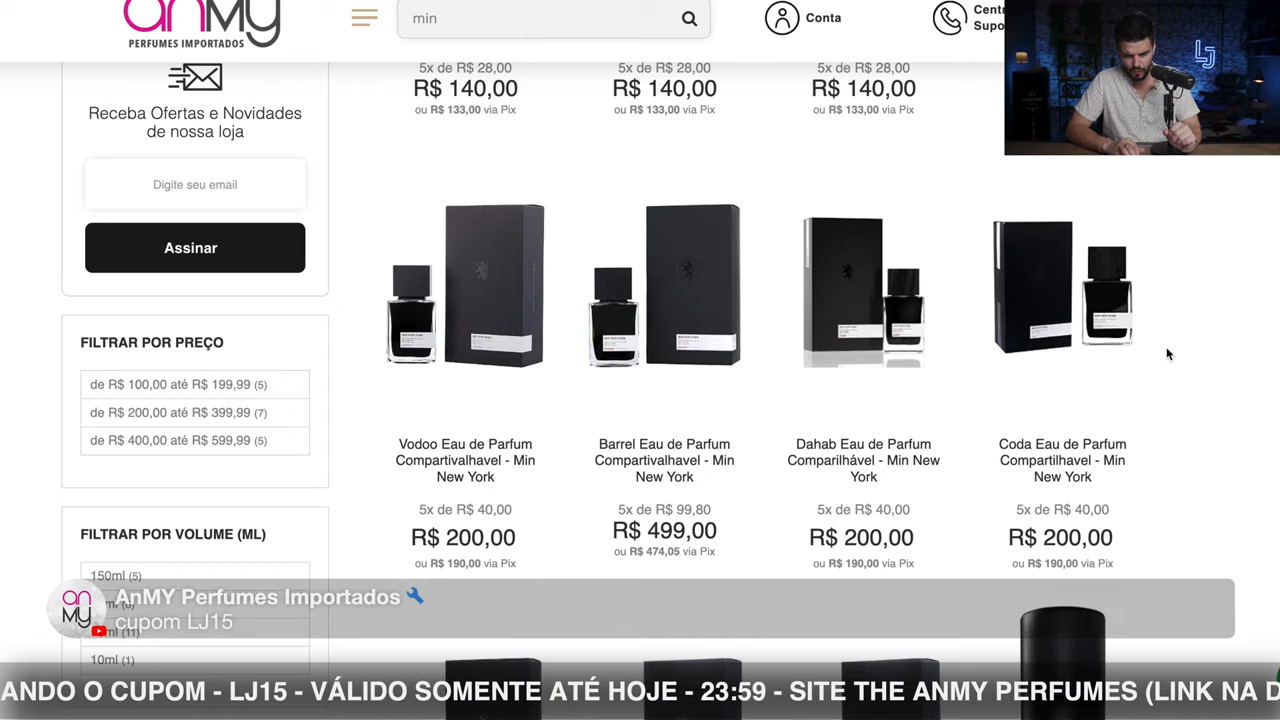 anMY
PERFUMES IMPORTADOS
min
Conta
Centr
Supo
LJ
Receba Ofertas e Novidades
de nossa loja
Digite seu email
Assinar
5x de R$ 28,00
R$ 140,00
ou R$ 133,00 via Pix
5x de R$ 28,00
R$ 140,00
ou R$ 133,00 via Pix
5x de R$ 28,00
R$ 140,00
ou R$ 133,00 via Pix
FILTRAR POR PREÇO
de R$ 100,00 até R$ 199,99 (5)
de R$ 200,00 até R$ 399,99 (7)
de R$ 400,00 até R$ 599,99 (5)
FILTRAR POR VOLUME (ML)
150ml (5)
ml (11)
10ml (1)
Vodoo Eau de Parfum
Compartivalhavel - Min
New York
5x de R$ 40,00
R$ 200,00
ou R$ 190,00 via Pix
Barrel Eau de Parfum
Compartivalhavel - Min
New York
5x de R$ 99,80
R$ 499,00
ou R$ 474,05 via Pix
Dahab Eau de Parfum
Comparilhável - Min New
York
5x de R$ 40,00
R$ 200,00
ou R$ 190,00 via Pix
Coda Eau de Parfum
Compartilhavel - Min
New York
5x de R$ 40,00
R$ 200,00
ou R$ 190,00 via Pix
anMY
AnMY Perfumes Importados
cupom LJ15
ANDO O CUPOM - LJ15 - VÁLIDO SOMENTE ATÉ HOJE - 23:59 - SITE THE ANMY PERFUMES (LINK NA D